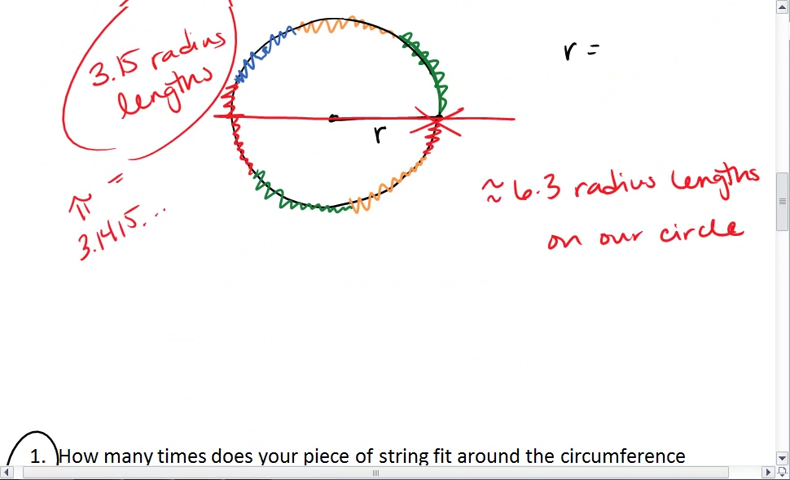 3.15 radius
lengths
r =
r
π =
3.1415...
≈ 6.3 radius lengths
on our circle
1. How many times does your piece of string fit around the circumference